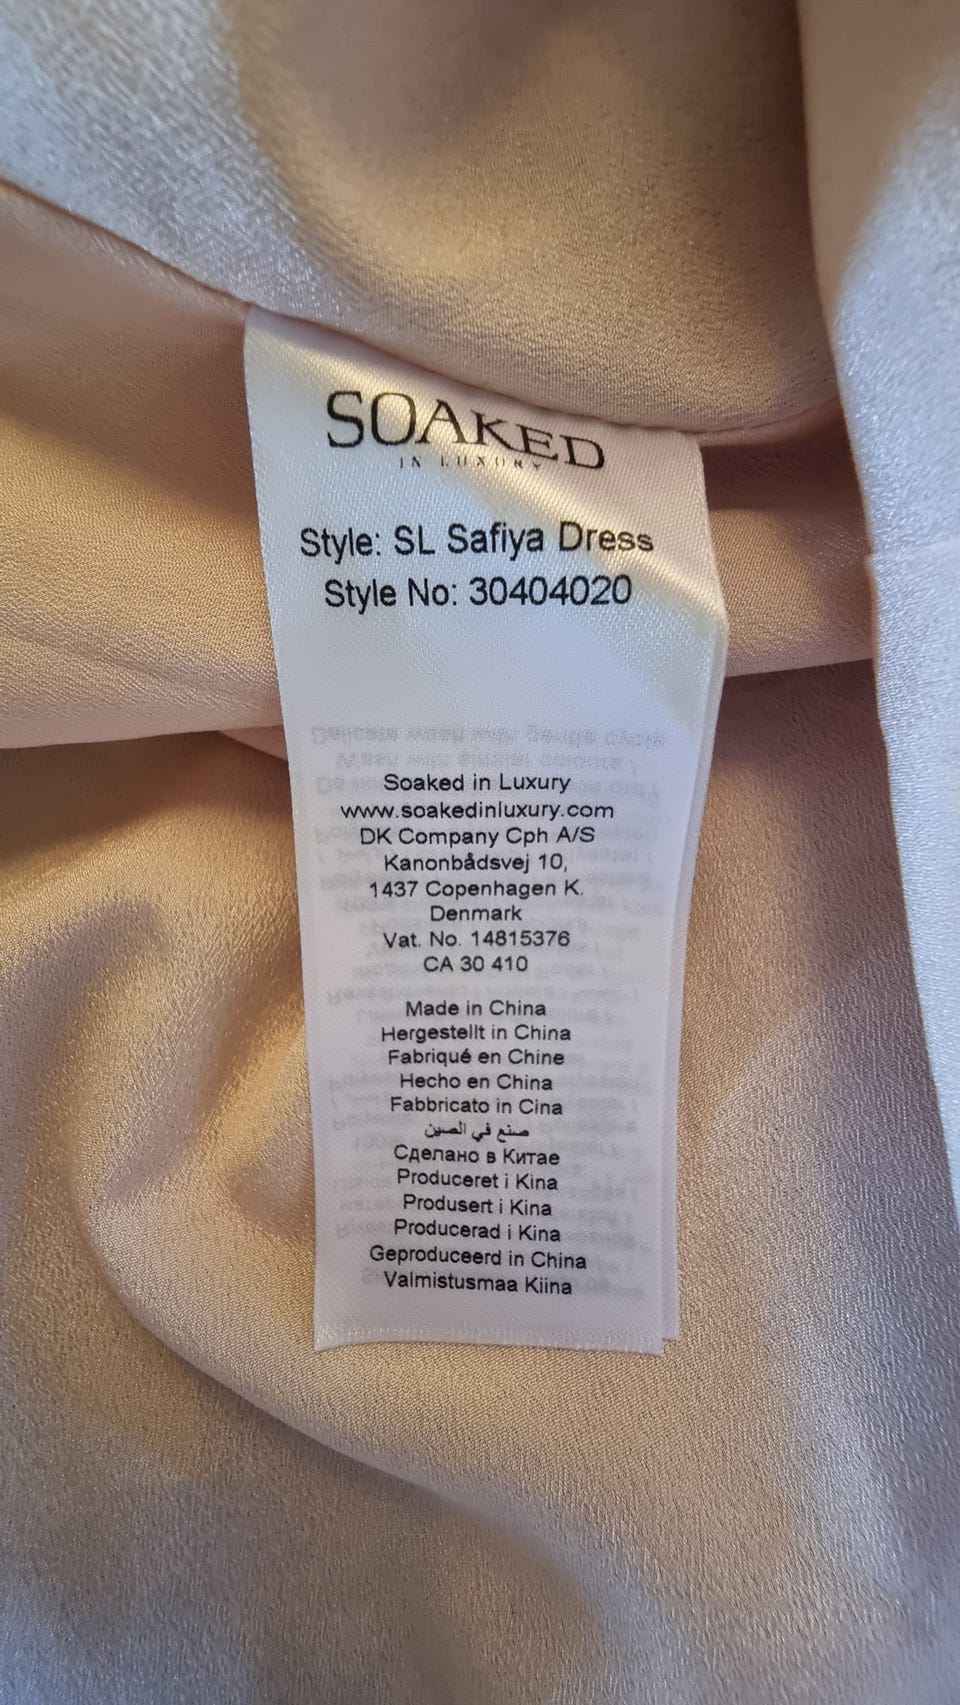 SOAKED
IN LUXURY
Style: SL Safiya Dress
Style No: 30404020
Soaked in Luxury
www.soakedinluxury.com
DK Company Cph A/S
Kanonbådsvej 10,
1437 Copenhagen K.
Denmark
Vat. No. 14815376
CA 30 410
Made in China
Hergestellt in China
Fabriqué en Chine
Hecho en China
Fabbricato in Cina
صنع في الصين
Сделано в Китае
Produceret i Kina
Produsert i Kina
Producerad i Kina
Geproduceerd in China
Valmistusmaa Kiina